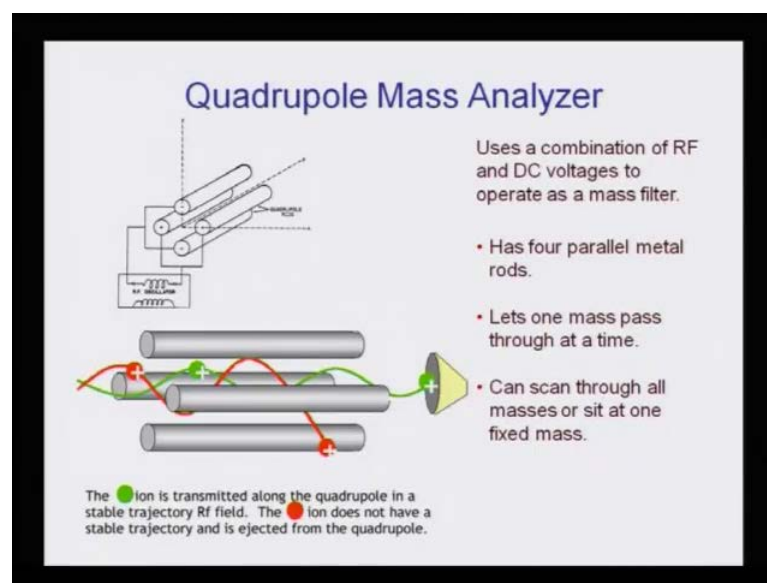 Quadrupole Mass Analyzer
Uses a combination of RF
and DC voltages to
operate as a mass filter.
• Has four parallel metal
rods.
• Lets one mass pass
through at a time.
• Can scan through all
masses or sit at one
fixed mass.
QUADRUPOLE
R.F. OSCILLATOR
+ + + +
The ion is transmitted along the quadrupole in a
stable trajectory Rf field. The ion does not have a
stable trajectory and is ejected from the quadrupole.